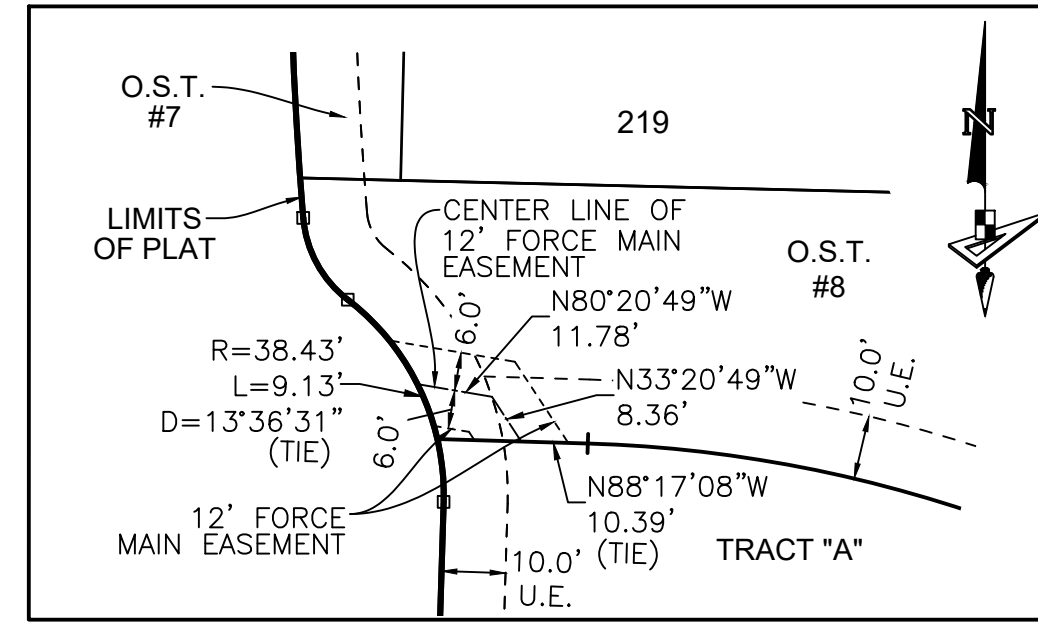 O.S.T.
#7
219
N
LIMITS
OF PLAT
CENTER LINE OF
12' FORCE MAIN
EASEMENT
O.S.T.
#8
6.0'
N80°20'49"W
11.78'
R=38.43'
L=9.13'
D=13°36'31"
(TIE)
6.0'
N33°20'49"W
8.36'
10.0'
U.E.
N88°17'08"W
10.39'
(TIE)
12' FORCE
MAIN EASEMENT
10.0'
U.E.
TRACT "A"